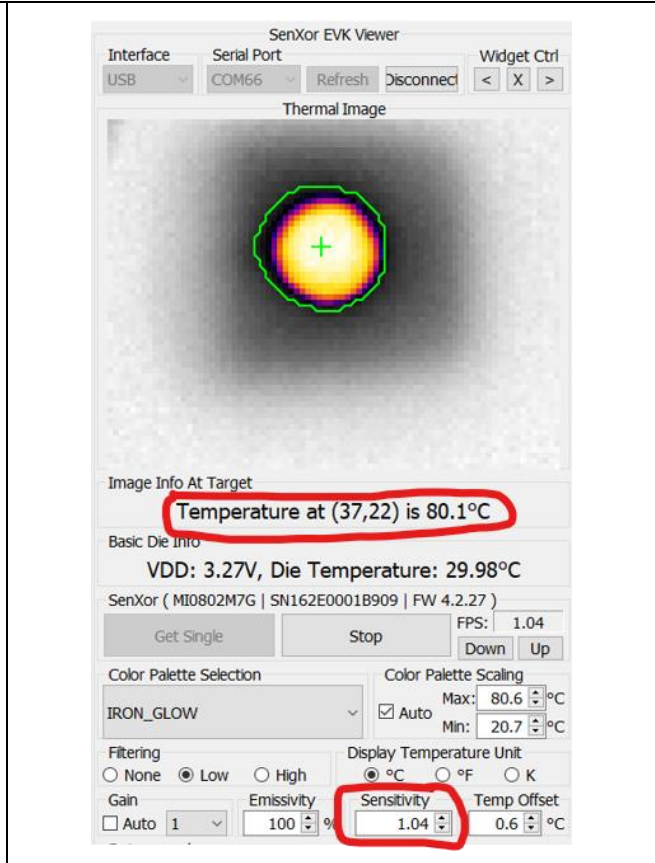 SenXor EVK Viewer
Interface Serial Port Widget Ctrl
USB COM66 Refresh Disconnect < X >
Thermal Image
Image Info At Target
Temperature at (37,22) is 80.1°C
Basic Die Info
VDD: 3.27V, Die Temperature: 29.98°C
SenXor ( MI0802M7G | SN162E0001B909 | FW 4.2.27 )
Get Single Stop FPS: 1.04
Down Up
Color Palette Selection Color Palette Scaling
IRON_GLOW Auto Max: 80.6 °C
Min: 20.7 °C
Filtering Display Temperature Unit
None Low High °C °F K
Gain Emissivity Sensitivity Temp Offset
Auto 1 100 % 1.04 0.6 °C